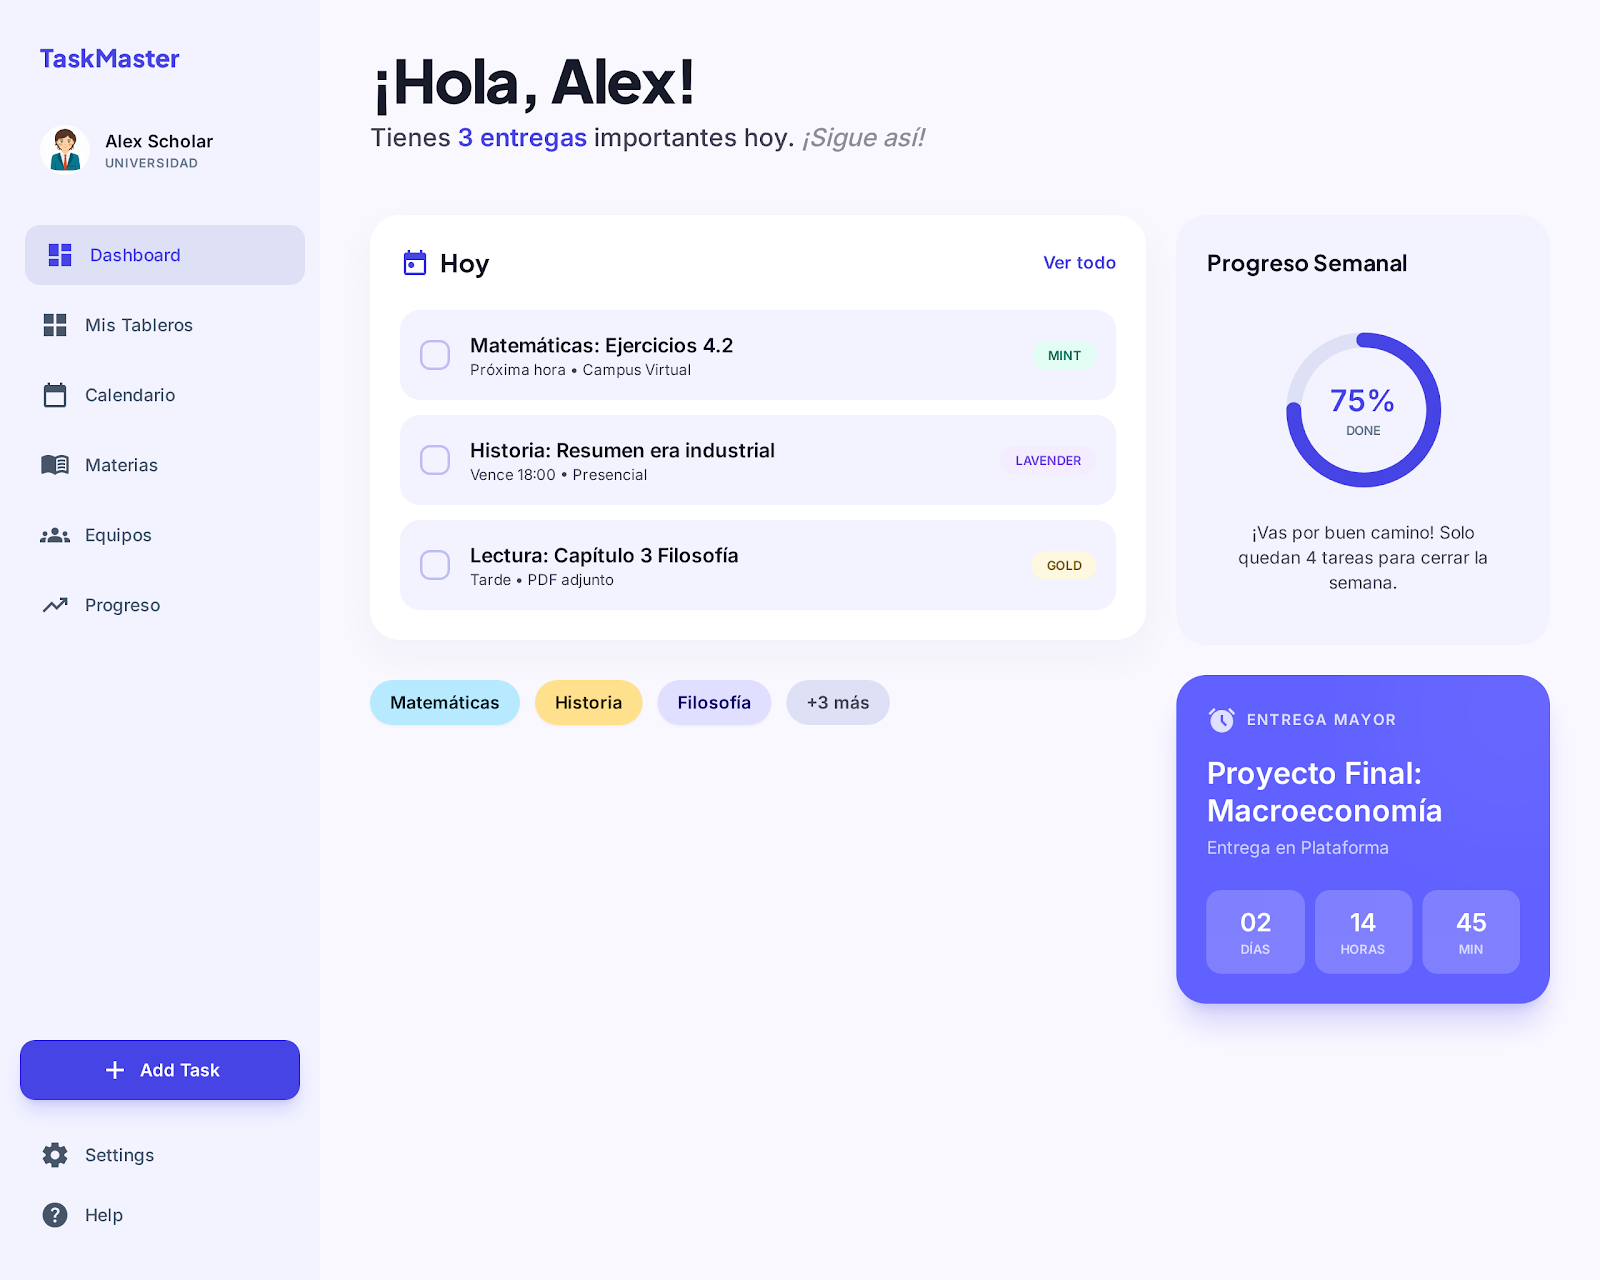 TaskMaster
Alex Scholar
UNIVERSIDAD
Dashboard
Mis Tableros
Calendario
Materias
Equipos
Progreso
Add Task
Settings
Help
¡Hola, Alex!
Tienes 3 entregas importantes hoy. ¡Sigue así!
Hoy
Ver todo
Matemáticas: Ejercicios 4.2
Próxima hora • Campus Virtual
MINT
Historia: Resumen era industrial
Vence 18:00 • Presencial
LAVENDER
Lectura: Capítulo 3 Filosofía
Tarde • PDF adjunto
GOLD
Matemáticas
Historia
Filosofía
+3 más
Progreso Semanal
75%
DONE
¡Vas por buen camino! Solo
quedan 4 tareas para cerrar la
semana.
ENTREGA MAYOR
Proyecto Final:
Macroeconomía
Entrega en Plataforma
02
DÍAS
14
HORAS
45
MIN